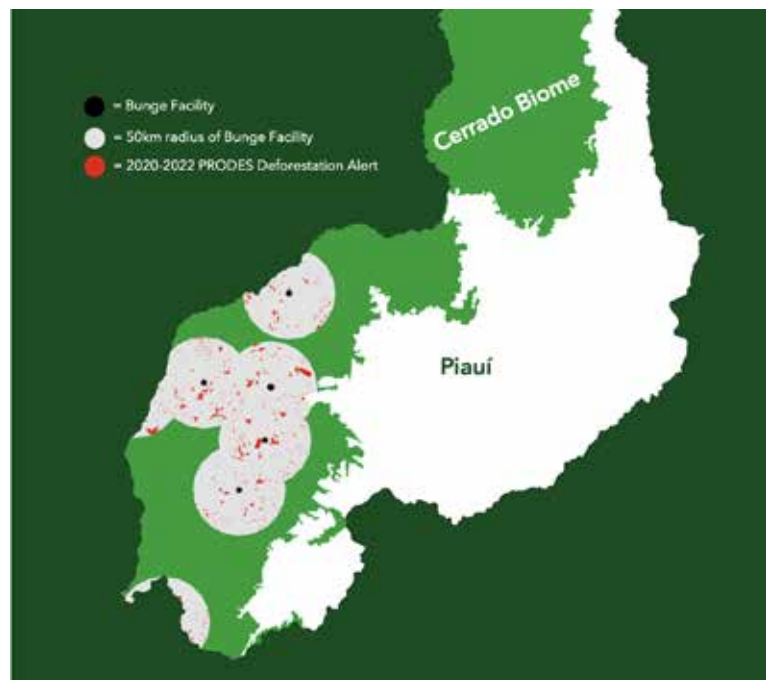 = Bunge Facility
= 50km radius of Bunge Facility
= 2020-2022 PRODES Deforestation Alert
Cerrado Biome
Piauí